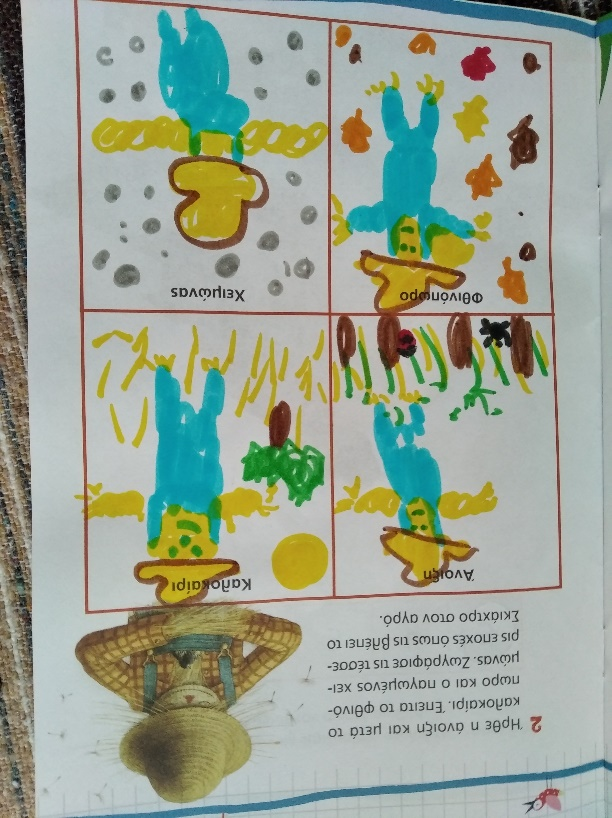 2 Ήρθε η άνοιξη και μετά το
καλοκαίρι. Έπειτα το φθινό-
πωρο και ο παγωμένος χει-
μώνας. Ζωγράφισε τις τέσσε-
ρις εποχές όπως τις βλέπει το
Σκιάχτρο στον αγρό.
Άνοιξη
Καλοκαίρι
Φθινόπωρο
Χειμώνας